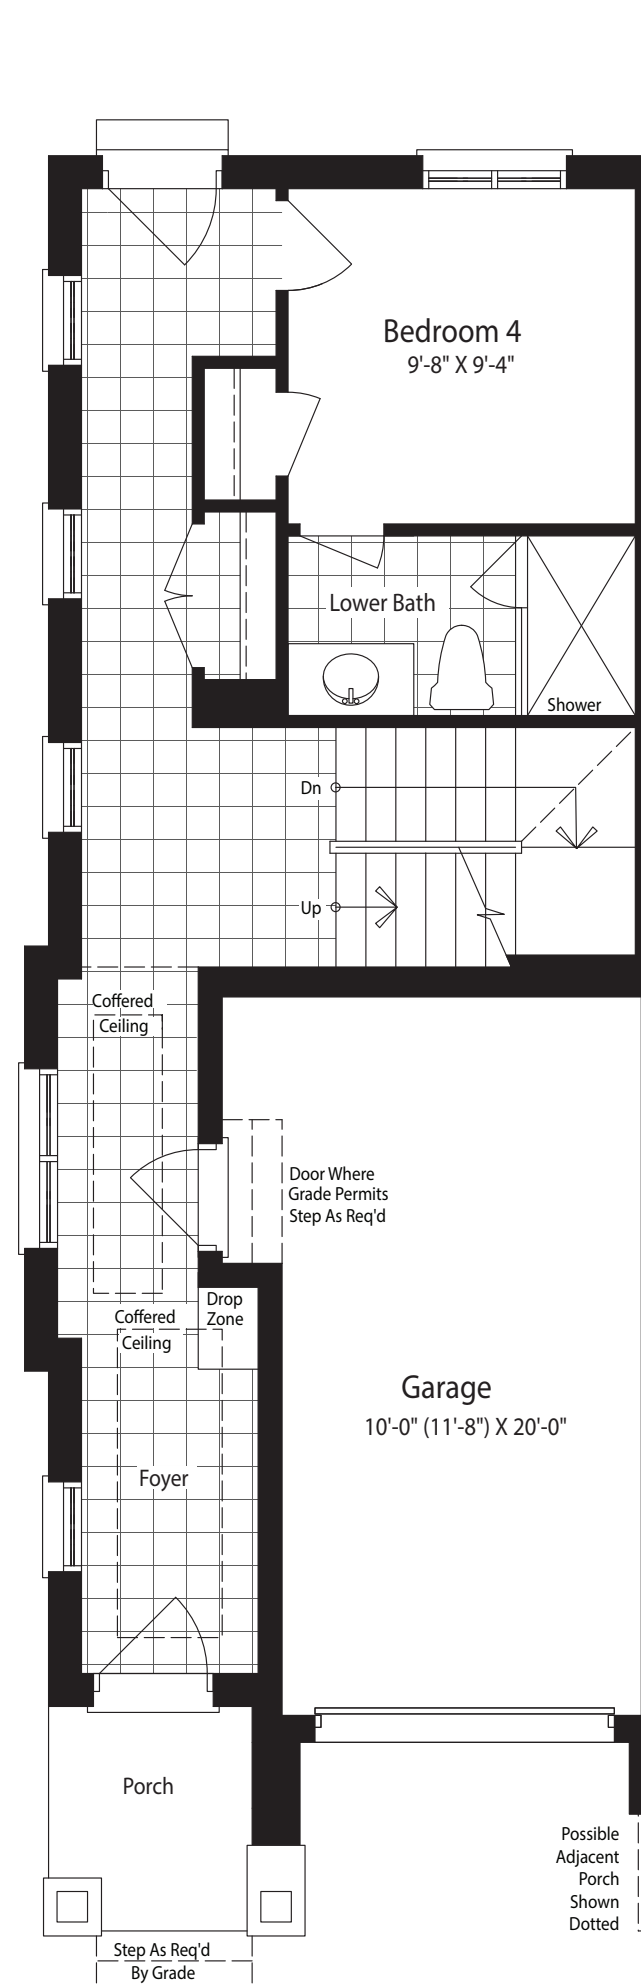 Bedroom 4
9'-8" X 9'-4"
Lower Bath
Shower
Dn
Up
Coffered
Ceiling
Door Where
Grade Permits
Step As Req'd
Drop
Zone
Coffered
Ceiling
Garage
10'-0" (11'-8") X 20'-0"
Foyer
Porch
Possible
Adjacent
Porch
Shown
Dotted
Step As Req'd
By Grade